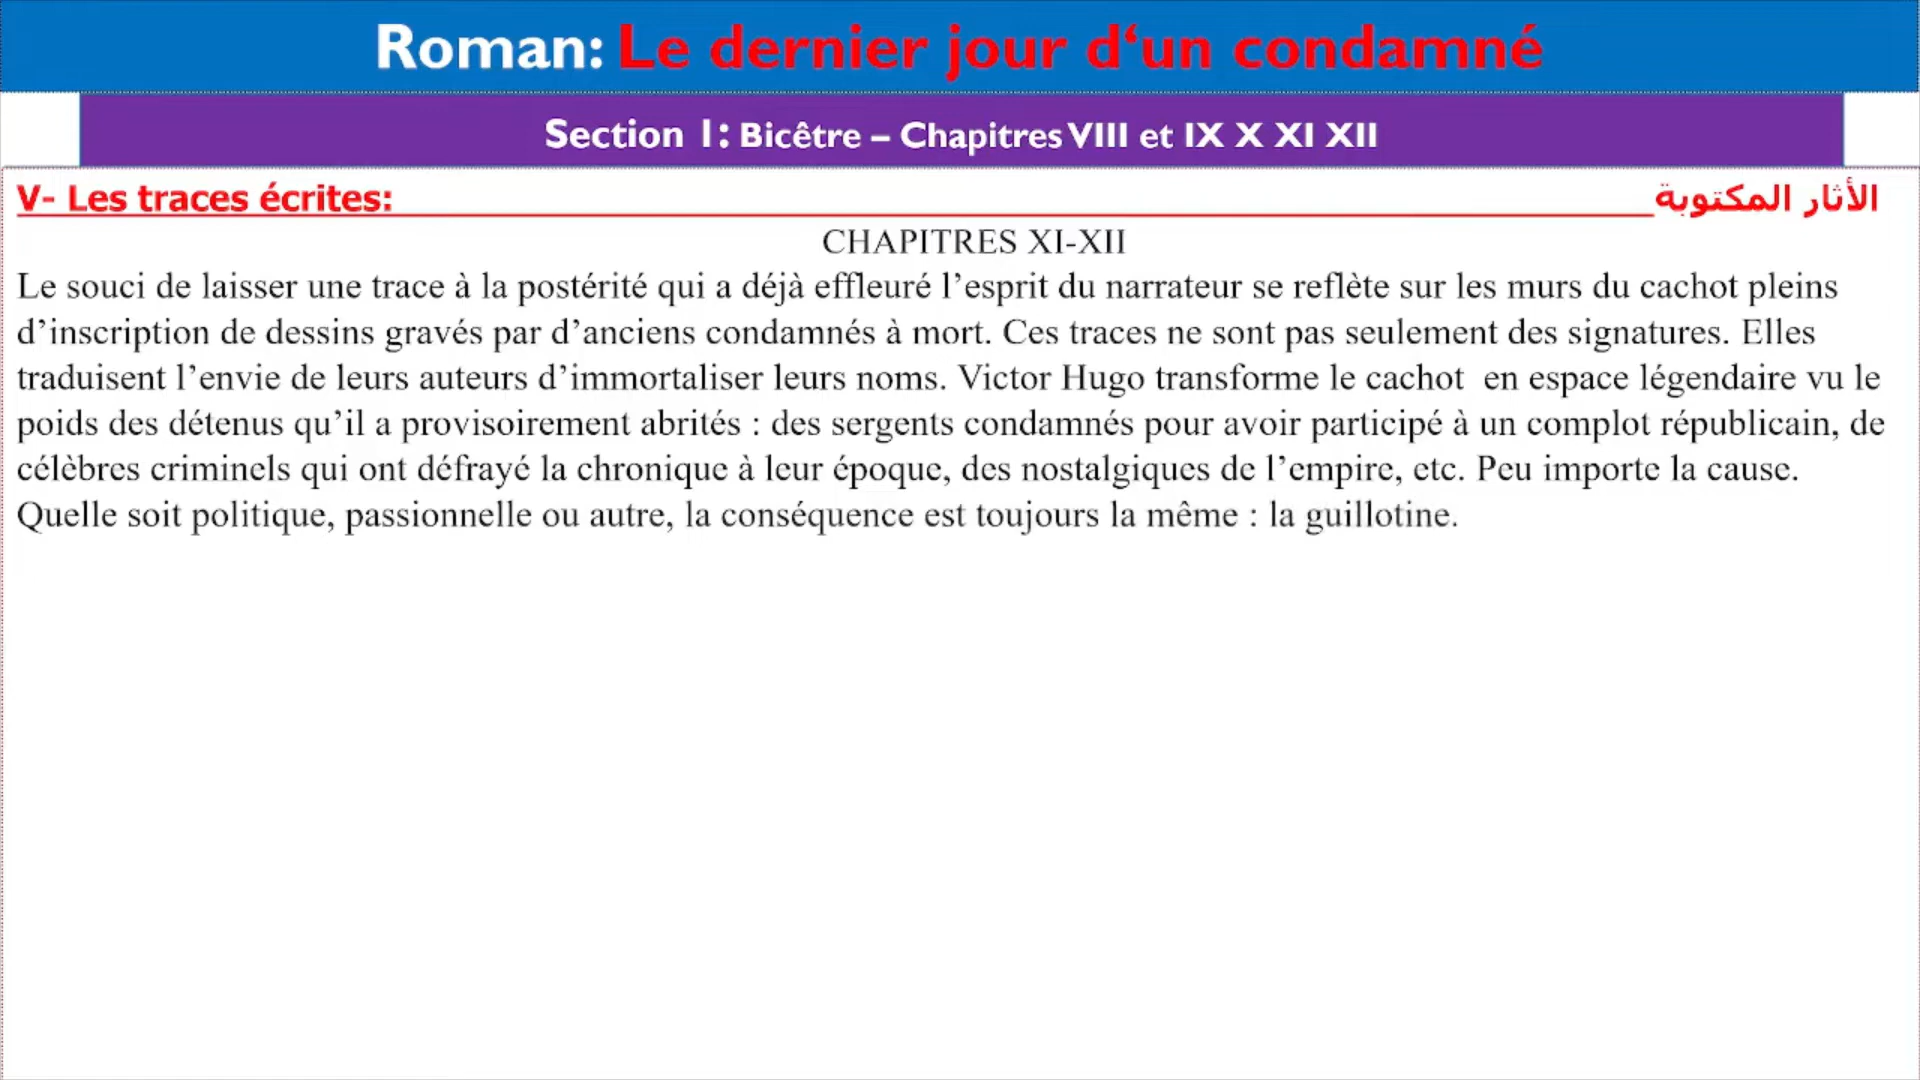 Roman: Le dernier jour d‘un condamné
Section 1: Bicêtre – Chapitres VIII et IX X XI XII
V- Les traces écrites: الأثار المكتوبة
CHAPITRES XI-XII
Le souci de laisser une trace à la postérité qui a déjà effleuré l’esprit du narrateur se reflète sur les murs du cachot pleins
d’inscription de dessins gravés par d’anciens condamnés à mort. Ces traces ne sont pas seulement des signatures. Elles
traduisent l’envie de leurs auteurs d’immortaliser leurs noms. Victor Hugo transforme le cachot en espace légendaire vu le
poids des détenus qu’il a provisoirement abrités : des sergents condamnés pour avoir participé à un complot républicain, de
célèbres criminels qui ont défrayé la chronique à leur époque, des nostalgiques de l’empire, etc. Peu importe la cause.
Quelle soit politique, passionnelle ou autre, la conséquence est toujours la même : la guillotine.